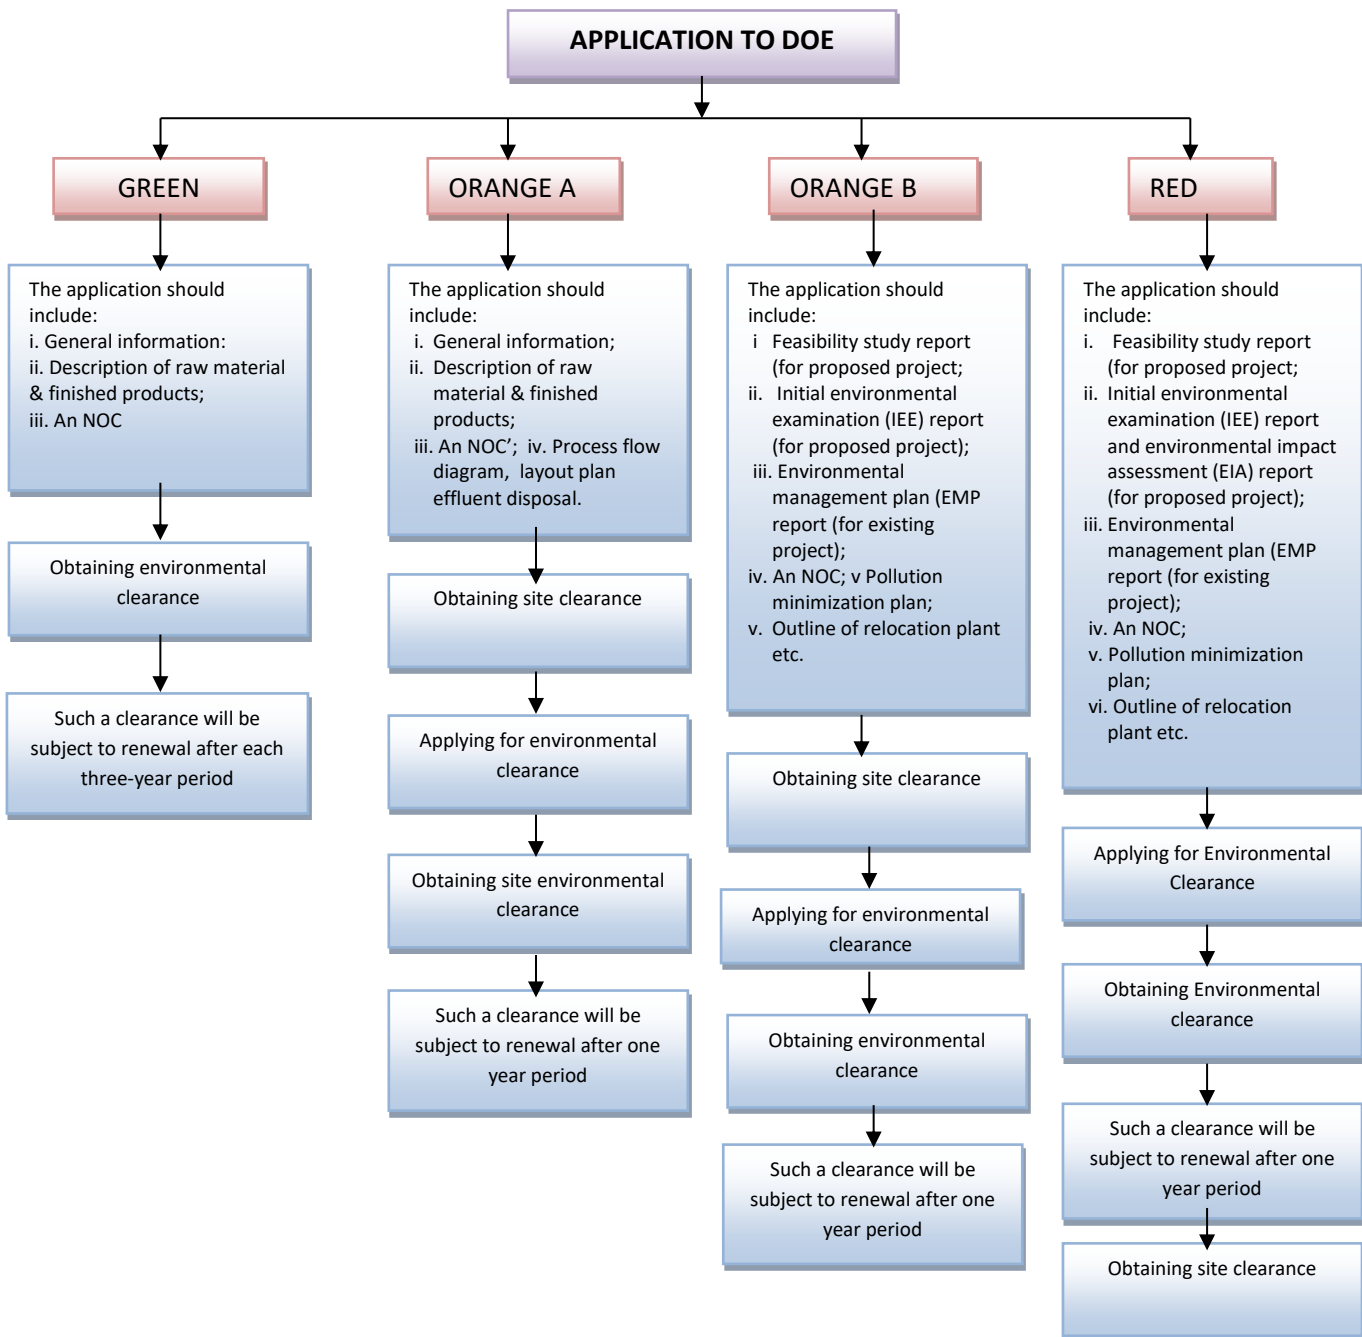 APPLICATION TO DOE
GREEN
ORANGE A
ORANGE B
RED
The application should
include:
i. General information:
ii. Description of raw material
& finished products;
iii. An NOC
Obtaining environmental
clearance
Such a clearance will be
subject to renewal after each
three-year period
The application should
include:
i. General information;
ii. Description of raw
material & finished
products;
iii. An NOC’; iv. Process flow
diagram, layout plan
effluent disposal.
Obtaining site clearance
Applying for environmental
clearance
Obtaining site environmental
clearance
Such a clearance will be
subject to renewal after one
year period
The application should
include:
i Feasibility study report
(for proposed project;
ii. Initial environmental
examination (IEE) report
(for proposed project);
iii. Environmental
management plan (EMP
report (for existing
project);
iv. An NOC; v Pollution
minimization plan;
v. Outline of relocation plant
etc.
Obtaining site clearance
Applying for environmental
clearance
Obtaining environmental
clearance
Such a clearance will be
subject to renewal after one
year period
The application should
include:
i. Feasibility study report
(for proposed project;
ii. Initial environmental
examination (IEE) report
and environmental impact
assessment (EIA) report
(for proposed project);
iii. Environmental
management plan (EMP
report (for existing
project);
iv. An NOC;
v. Pollution minimization
plan;
vi. Outline of relocation
plant etc.
Applying for Environmental
Clearance
Obtaining Environmental
clearance
Such a clearance will be
subject to renewal after one
year period
Obtaining site clearance